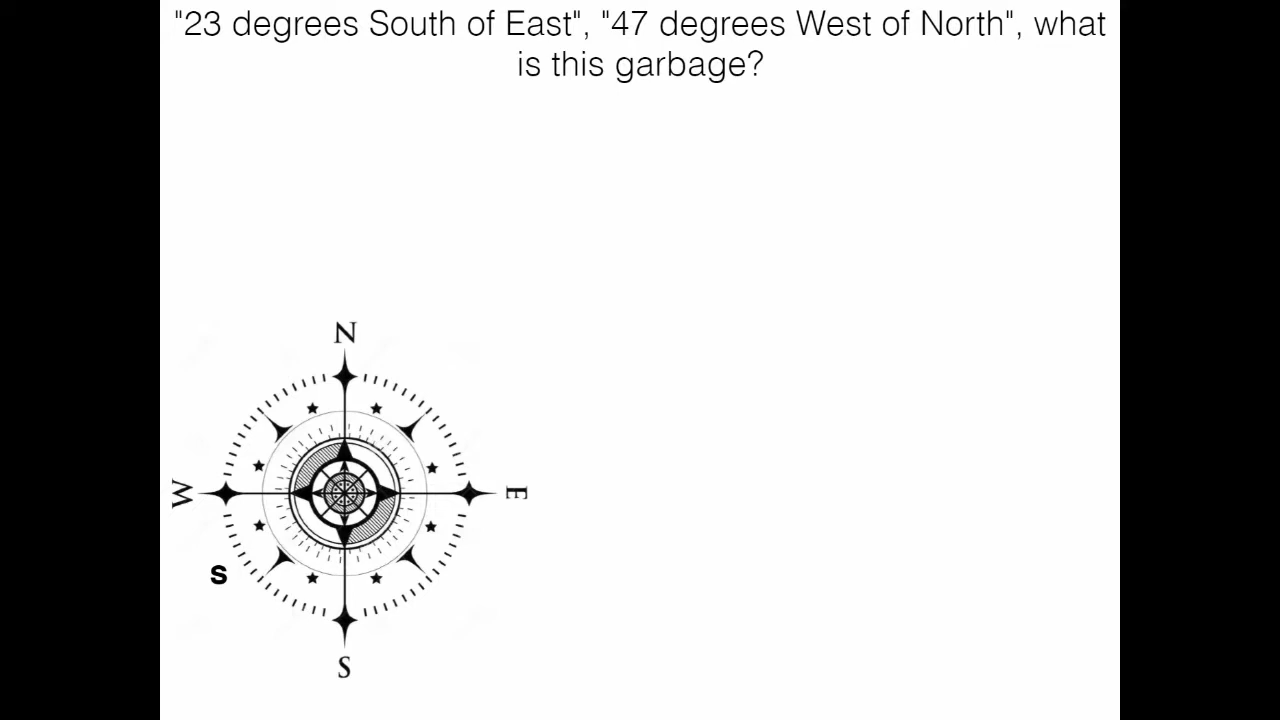 "23 degrees South of East", "47 degrees West of North", what
is this garbage?
N
W
E
s
S